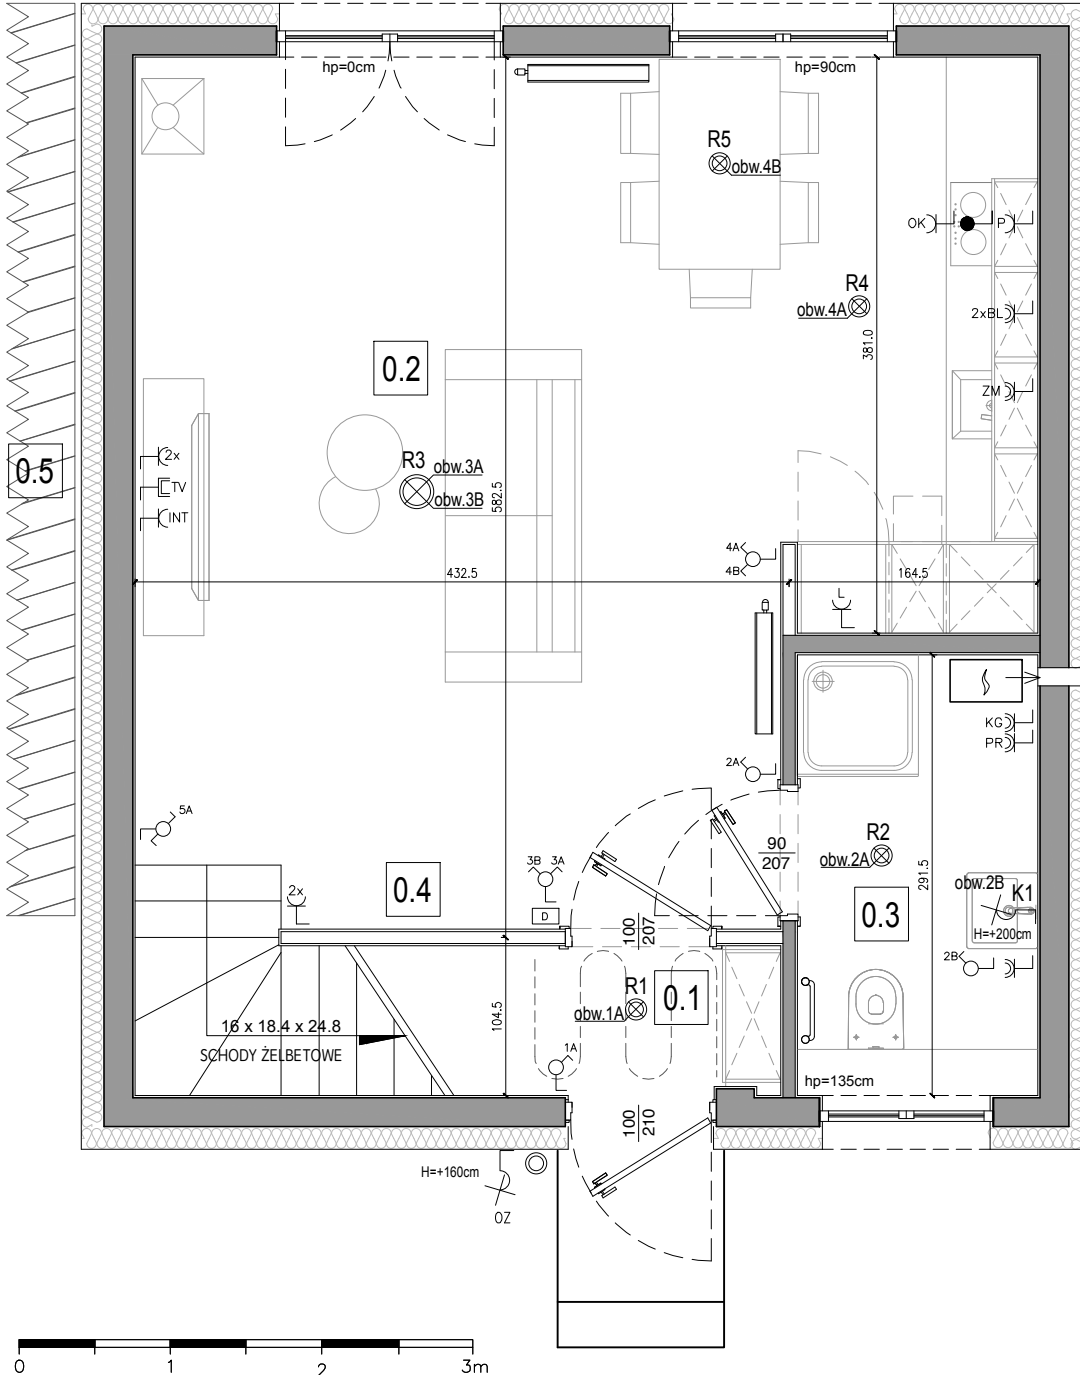 hp=0cm
hp=90cm
R5
obw.4B
OK
P
R4
obw.4A
2xBL
381.0
0.2
ZM
0.5
2x
R3
obw.3A
TV
obw.3B
582.5
INT
4A
4B
432.5
164.5
L
KG
PR
2A
5A
90
207
R2
obw.2A
3B 3A
291.5
0.4
2x
obw.2B
K1
D
100
207
0.3
H=+200cm
2B
R1
0.1
obw.1A
104.5
16 x 18.4 x 24.8
SCHODY ŻELBETOWE
1A
hp=135cm
100
210
H=+160cm
OZ
0 1 2 3m